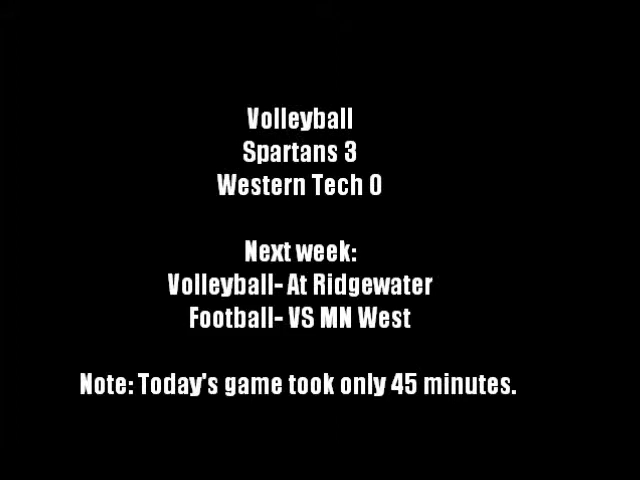 Volleyball
Spartans 3
Western Tech 0
Next week:
Volleyball- At Ridgewater
Football- VS MN West
Note: Today's game took only 45 minutes.